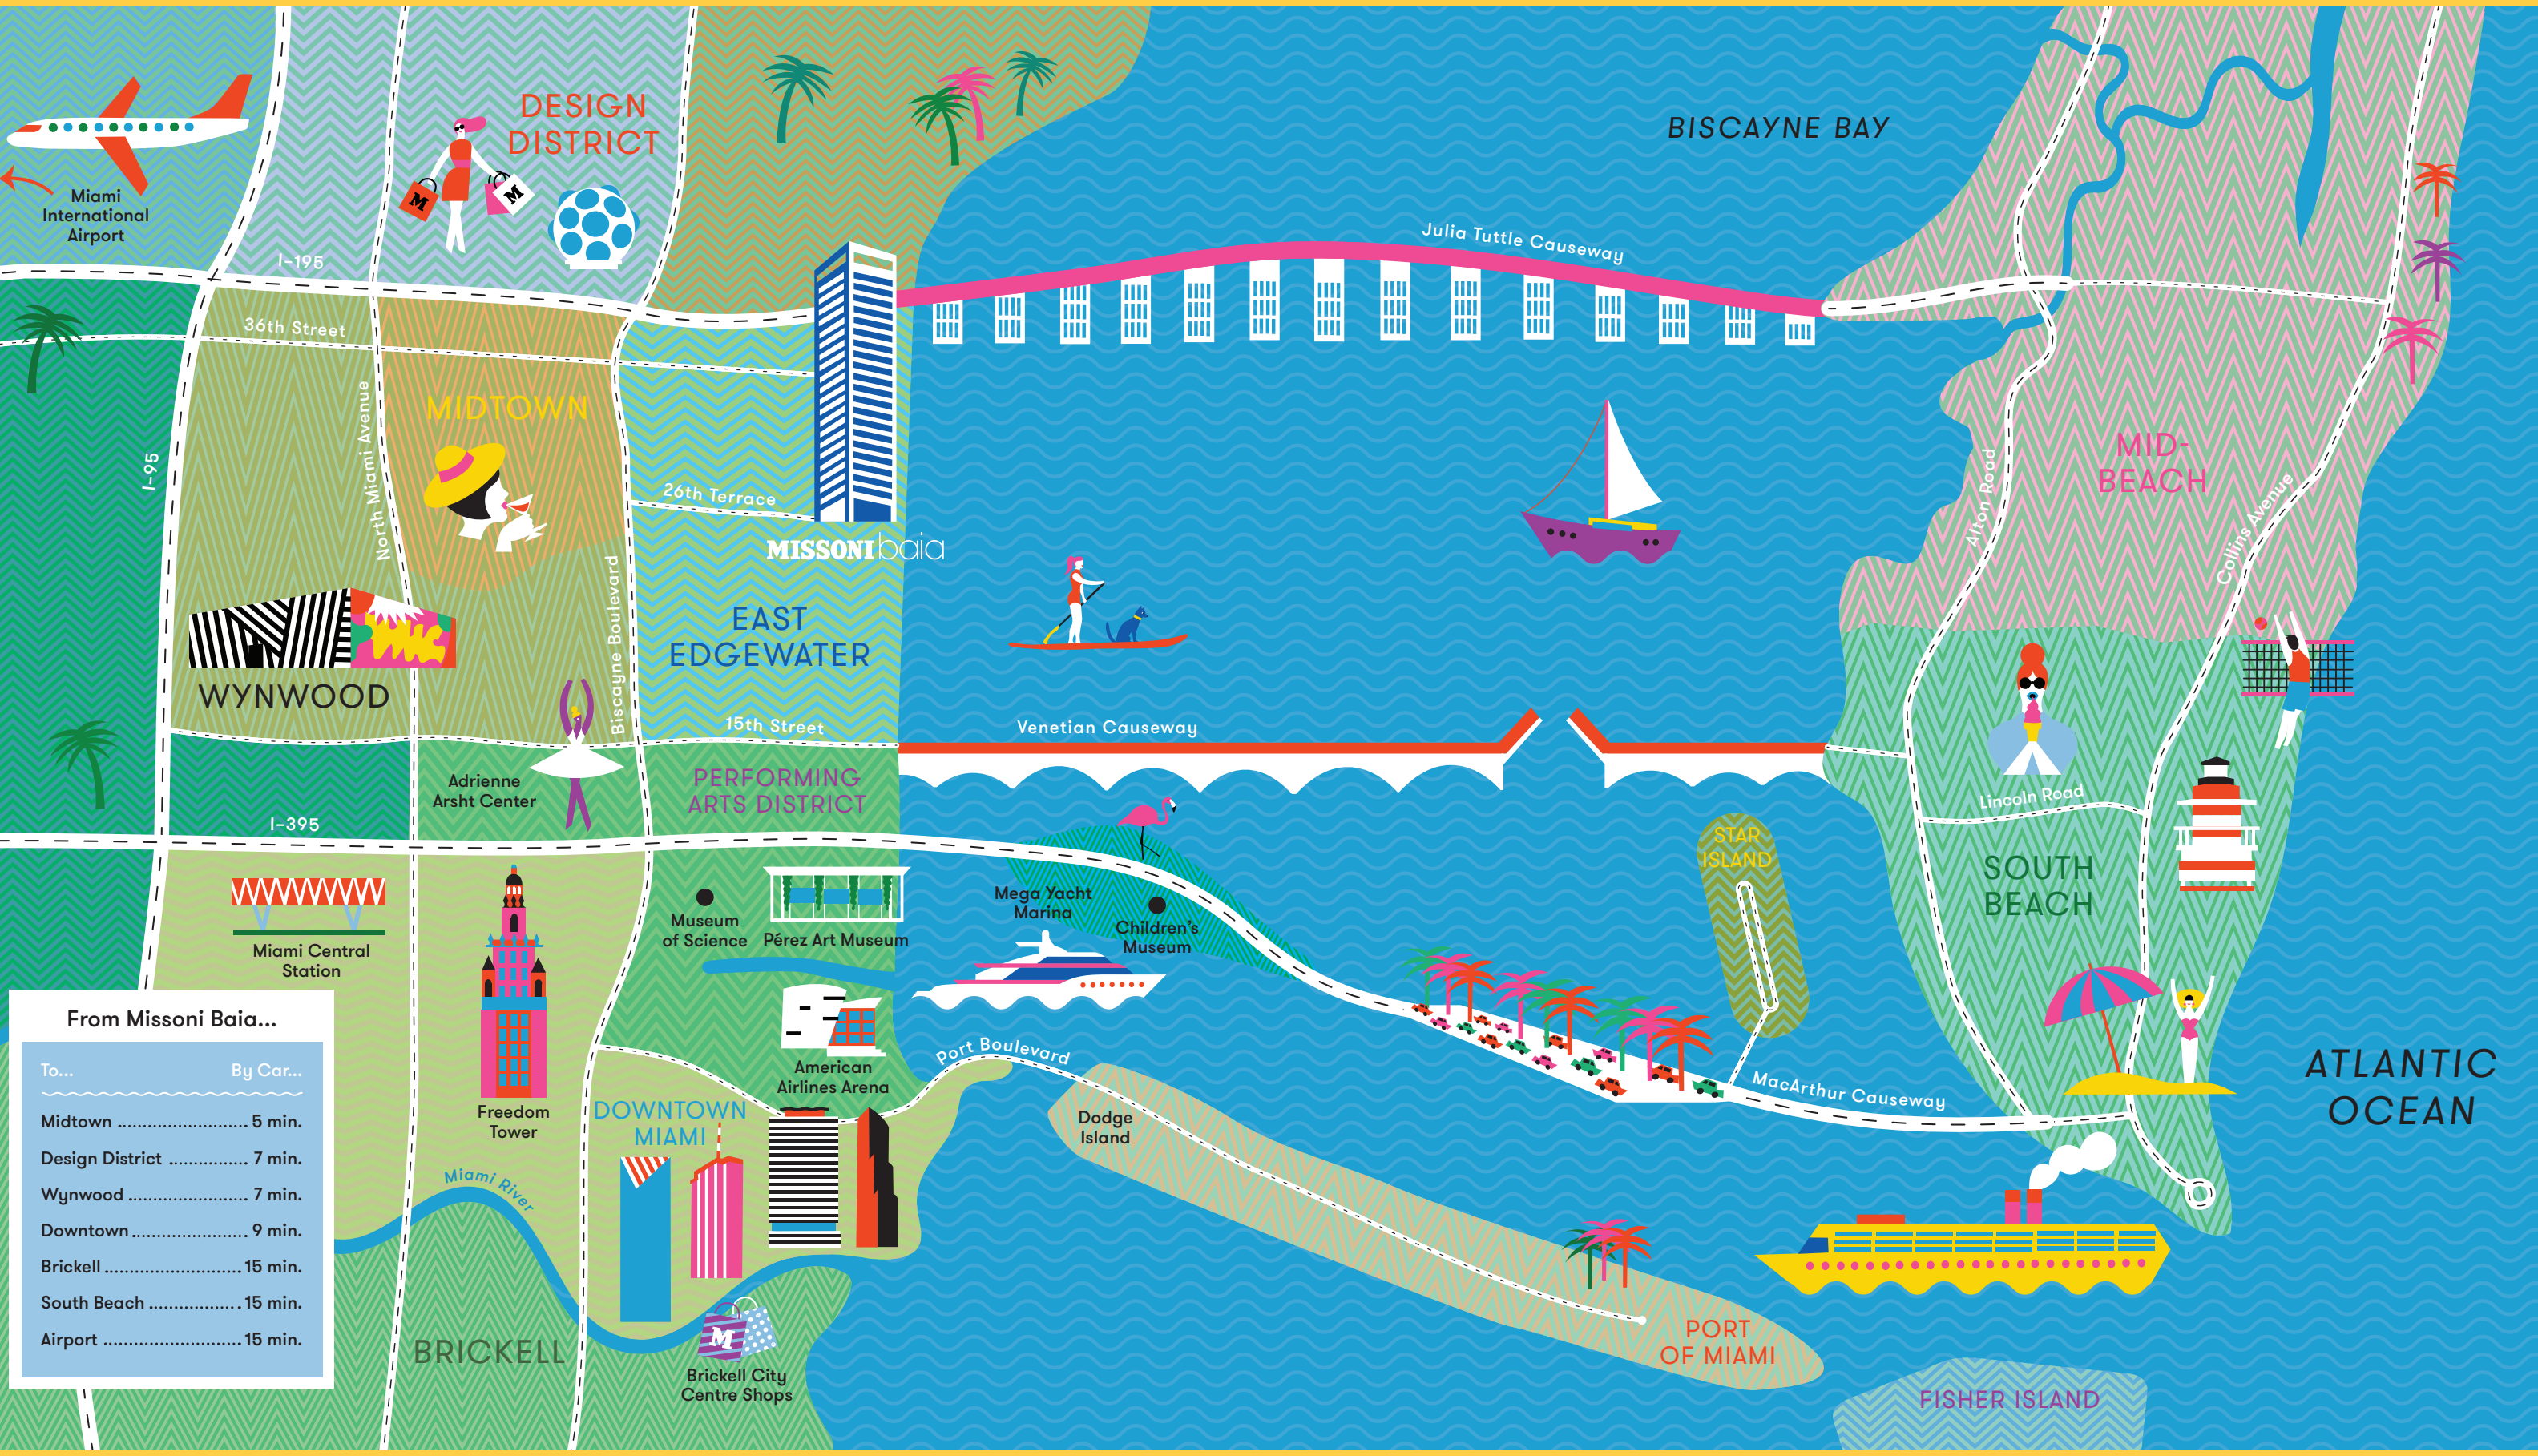 DESIGN
DISTRICT
M
M
Miami
International
Airport
BISCAYNE BAY
Julia Tuttle Causeway
I-195
36th Street
MIDTOWN
North Miami Avenue
I-95
26th Terrace
MISSONI baia
Biscayne Boulevard
EAST
EDGEWATER
WYNWOOD
15th Street
Venetian Causeway
MID-
BEACH
Alton Road
Collins Avenue
Adrienne
Arsht Center
PERFORMING
ARTS DISTRICT
I-395
Lincoln Road
STAR
ISLAND
SOUTH
BEACH
Mega Yacht
Marina
Children's
Museum
Museum
of Science
Pérez Art Museum
Miami Central
Station
American
Airlines Arena
Port Boulevard
MacArthur Causeway
ATLANTIC
OCEAN
Freedom
Tower
DOWNTOWN
MIAMI
Dodge
Island
Miami River
From Missoni Baia...
To... By Car...
Midtown ........................... 5 min.
Design District ................ 7 min.
Wynwood ......................... 7 min.
Downtown ........................ 9 min.
Brickell ............................. 15 min.
South Beach ................... 15 min.
Airport ............................. 15 min.
BRICKELL
M
Brickell City
Centre Shops
PORT
OF MIAMI
FISHER ISLAND